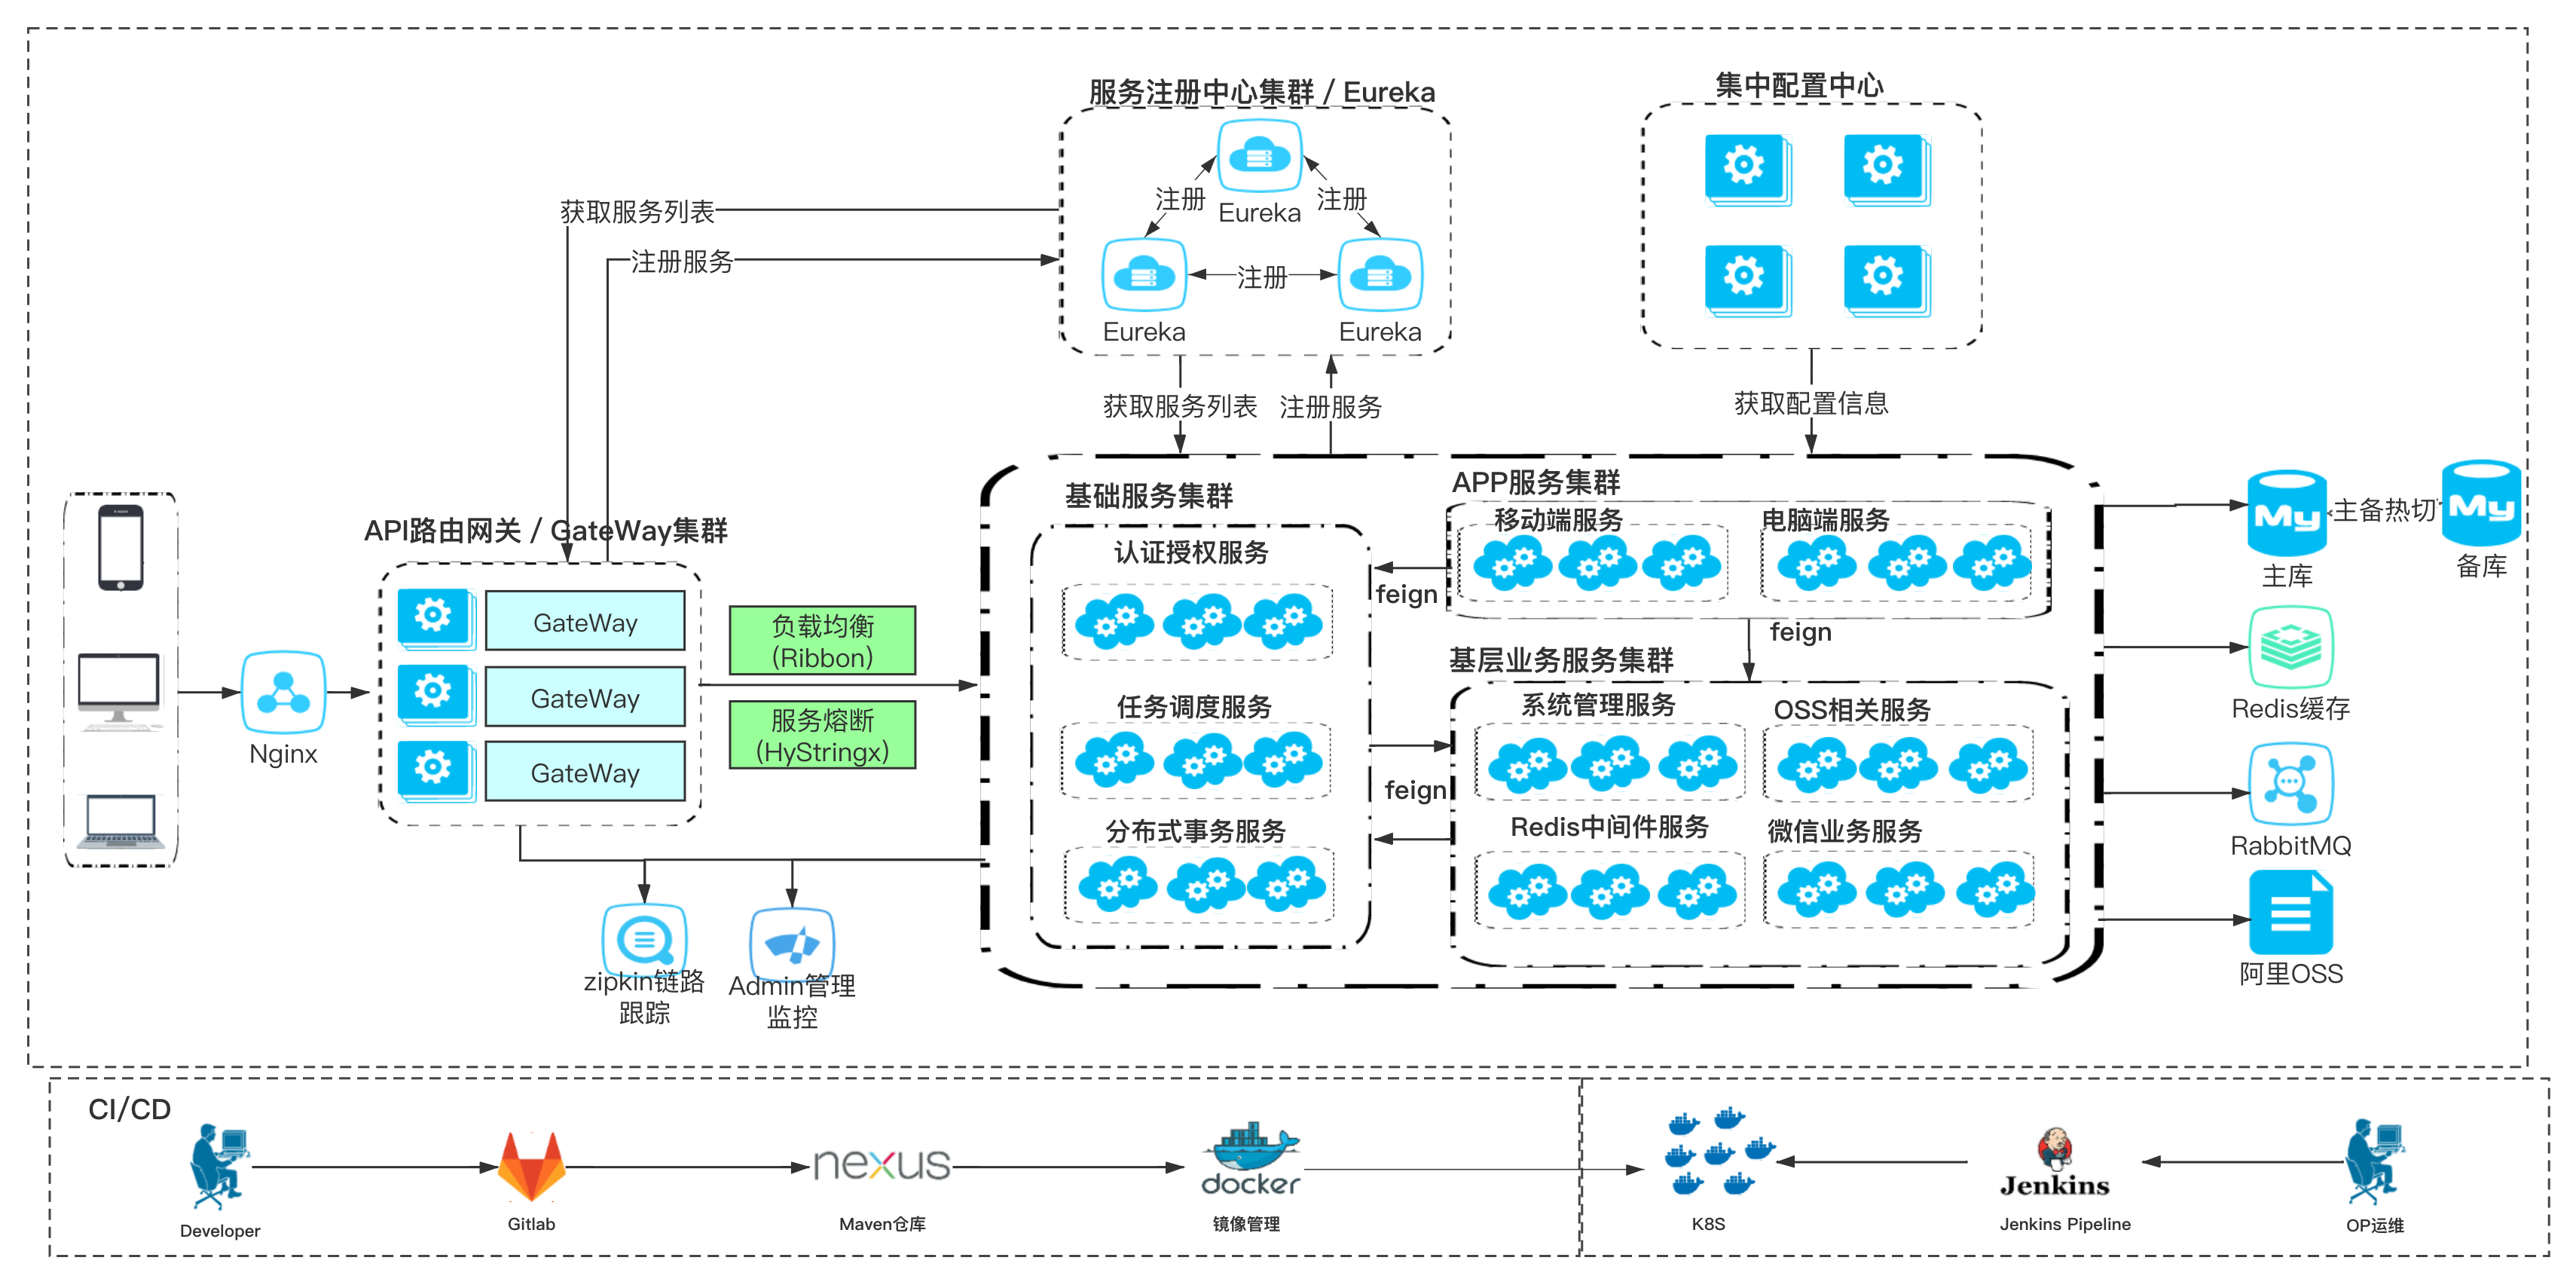 服务注册中心集群 / Eureka
集中配置中心
注册
注册
Eureka
获取服务列表
注册服务
注册
Eureka
Eureka
获取服务列表
注册服务
获取配置信息
API路由网关 / GateWay集群
GateWay
GateWay
GateWay
Nginx
负载均衡
(Ribbon)
服务熔断
(HyStringx)
zipkin链路
跟踪
Admin管理
监控
基础服务集群
认证授权服务
任务调度服务
分布式事务服务
APP服务集群
移动端服务
电脑端服务
feign
feign
基层业务服务集群
系统管理服务
OSS相关服务
feign
Redis中间件服务
微信业务服务
My
主备热切
My
主库
备库
Redis缓存
RabbitMQ
阿里OSS
CI/CD
Developer
Gitlab
nexus
Maven仓库
docker
镜像管理
K8S
Jenkins
Jenkins Pipeline
OP运维